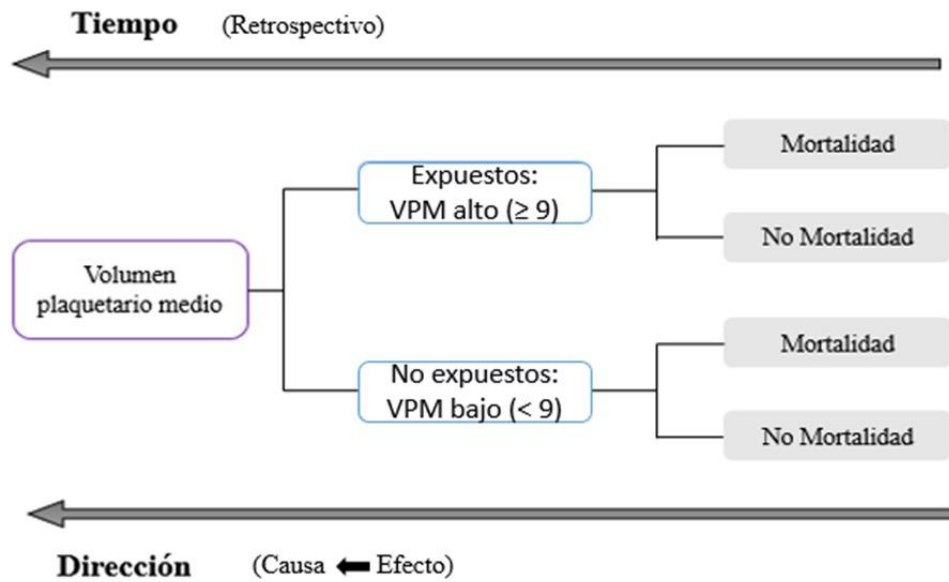 Tiempo (Retrospectivo)
Expuestos:
VPM alto (≥ 9)
Mortalidad
No Mortalidad
Volumen
plaquetario medio
No expuestos:
VPM bajo (< 9)
Mortalidad
No Mortalidad
Dirección (Causa ← Efecto)